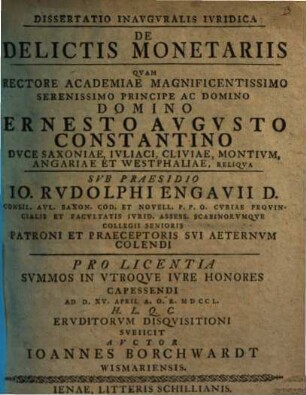 DISSERTATIO INAVGVRALIS IVRIDICA
DE
DELICTIS MONETARIIS
QVAM
RECTORE ACADEMIAE MAGNIFICENTISSIMO
SERENISSIMO PRINCIPE AC DOMINO
DOMINO
ERNESTO AVGVSTO
CONSTANTINO
DVCE SAXONIAE, IVLIACI, CLIVIAE, MONTIVM,
ANGARIAE ET WESTPHALIAE, RELIQVA
SVB PRAESIDIO
IO. RVDOLPHI ENGAVII D.
CONSIL. AVL. SAXON. COD. ET NOVELL. P. P. O. CVRIAE PROVIN-
CIALIS ET FACVLTATIS IVRID. ASSESS. SCABINORVMQVE
COLLEGII SENIORIS
PATRONI ET PRAECEPTORIS SVI AETERNVM
COLENDI
PRO LICENTIA
SVMMOS IN VTROQVE IVRE HONORES
CAPESSENDI
AD D. XV. APRIL A. O. R. MDCCL.
H. L. Q. C.
ERVDITORVM DISQVISITIONI
SVBIICIT
AVCTOR
IOANNES BORCHWARDT
WISMARIENSIS.
IENAE, LITTERIS SCHILLIANIS.